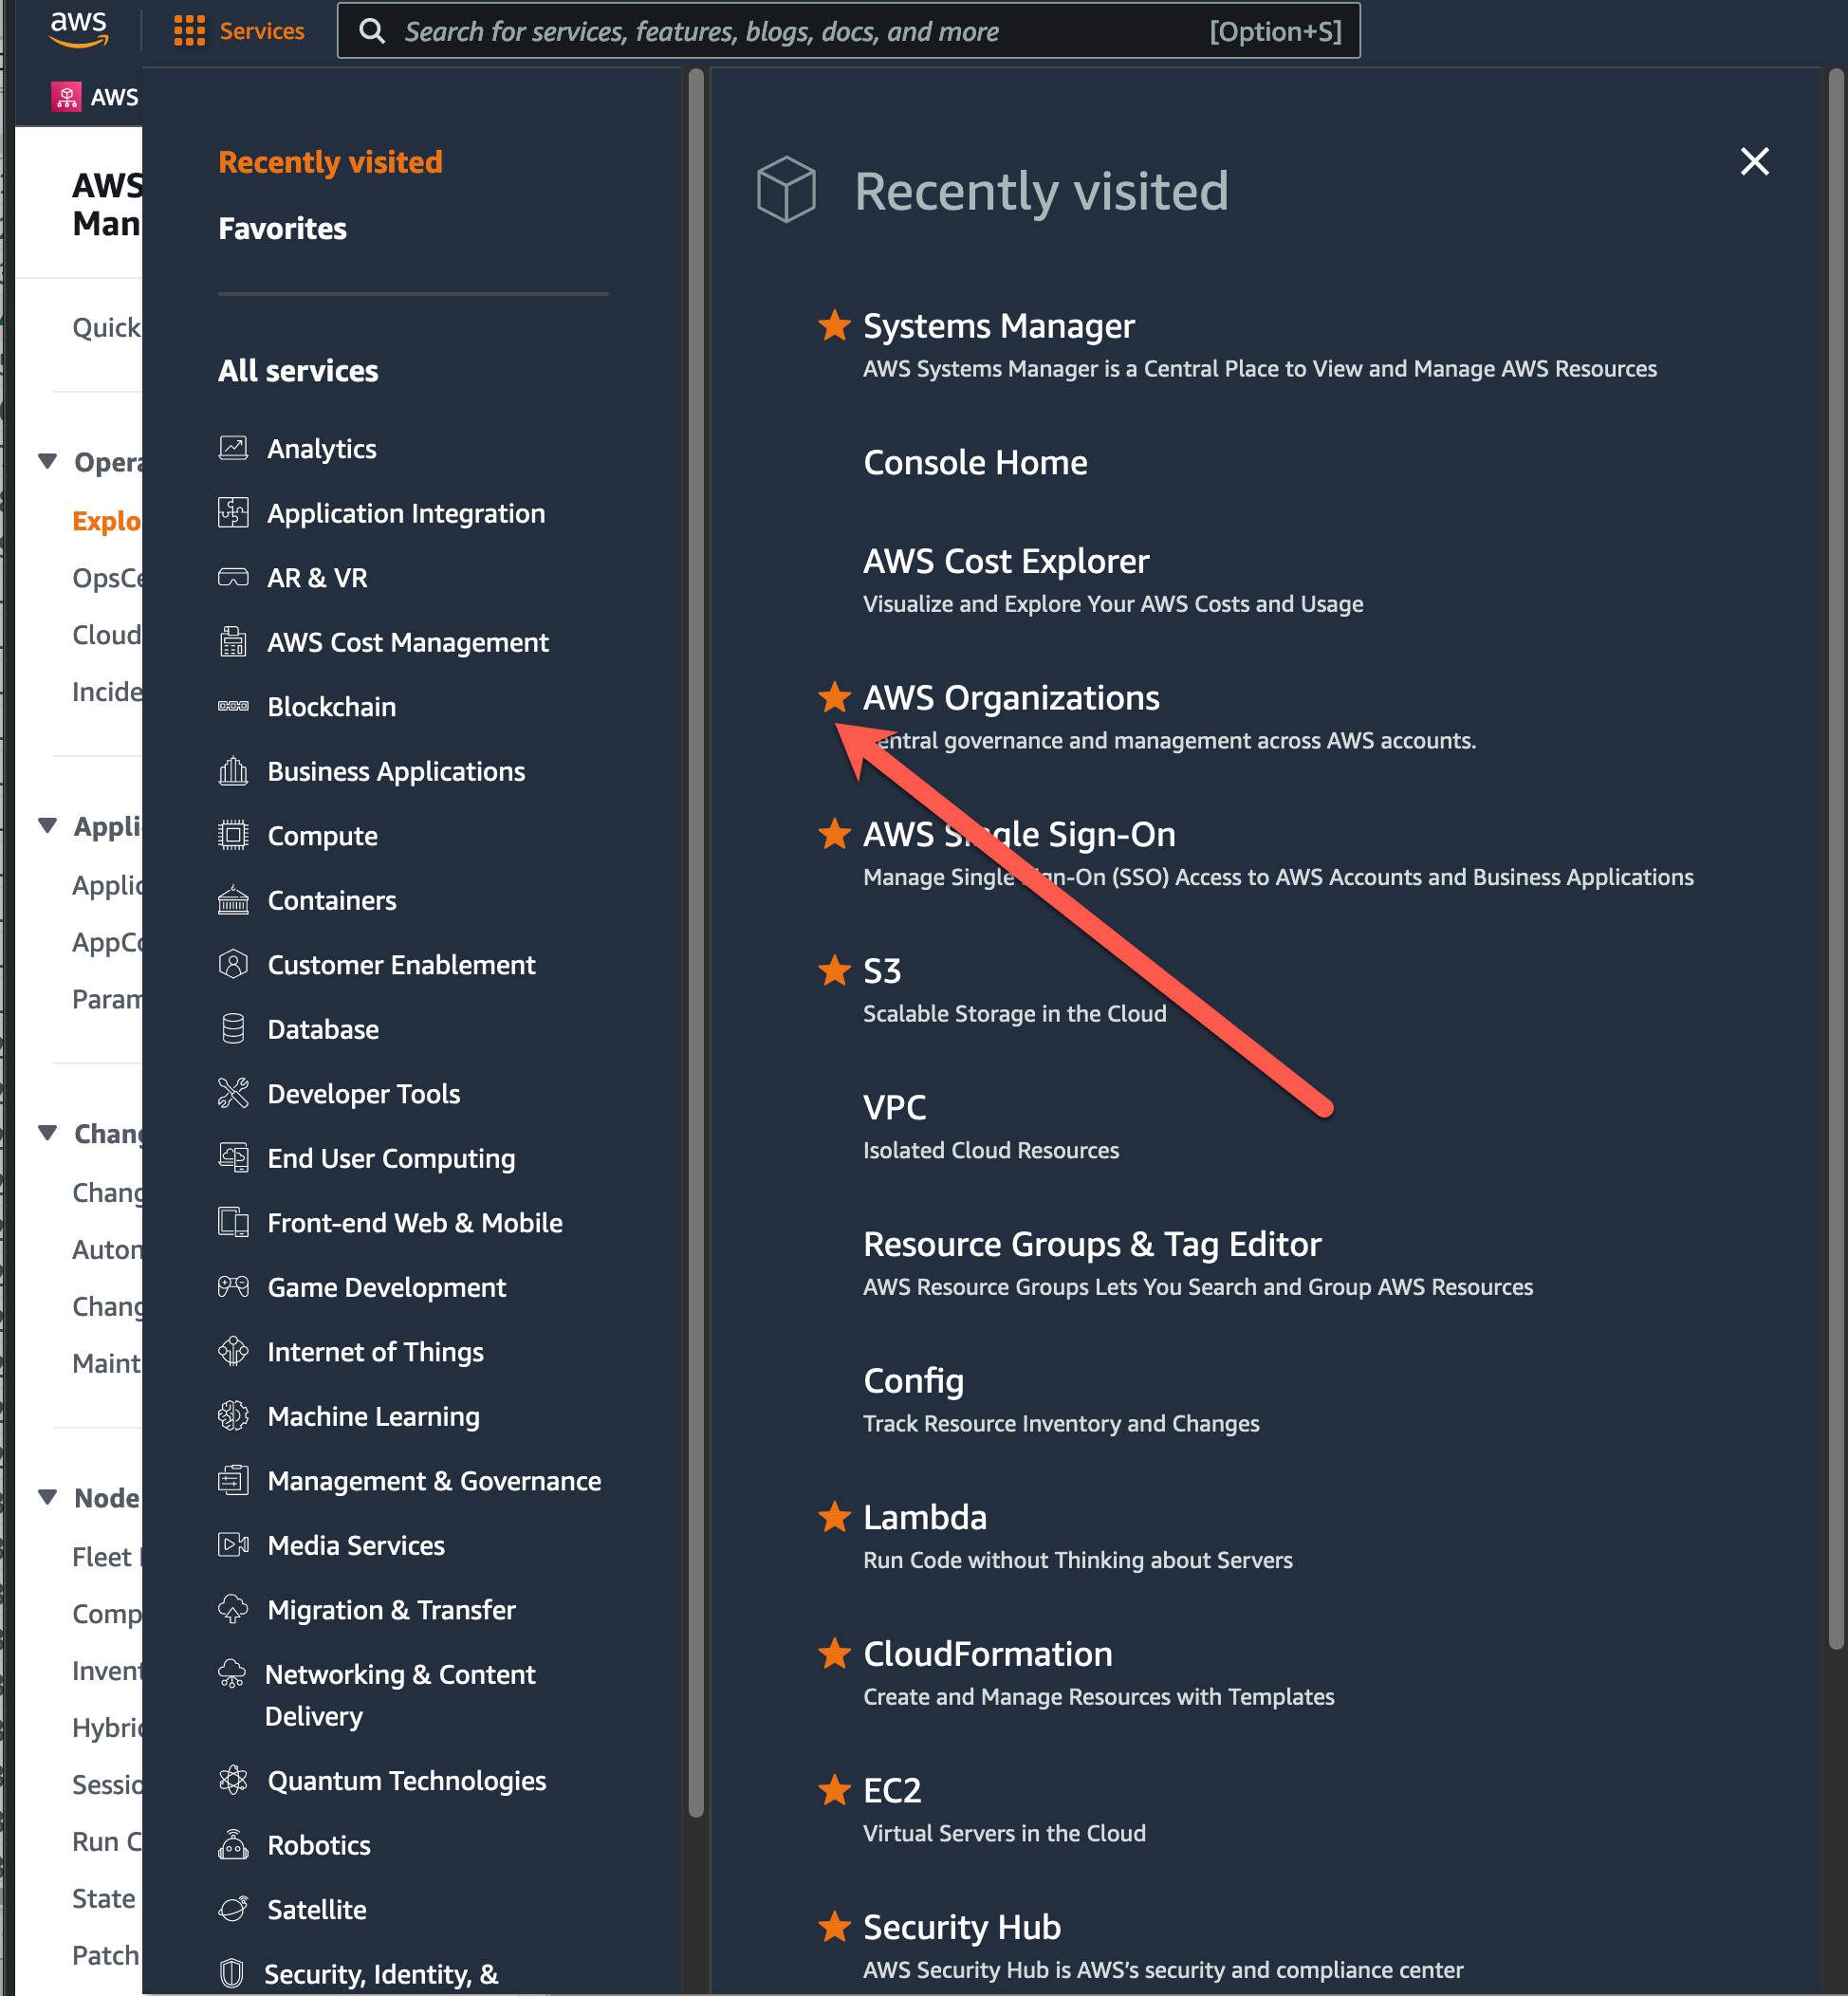 aws
Services
Search for services, features, blogs, docs, and more
[Option+S]
AWS
AWS
Man
Quick
Opera
Explo
OpsCe
Cloud
Incide
Appli
Applic
AppCo
Param
Chang
Chang
Autom
Chang
Maint
Node
Fleet
Comp
Invent
Hybrid
Sessio
Run C
State
Patch
Recently visited
Favorites
All services
Analytics
Application Integration
AR & VR
AWS Cost Management
Blockchain
Business Applications
Compute
Containers
Customer Enablement
Database
Developer Tools
End User Computing
Front-end Web & Mobile
Game Development
Internet of Things
Machine Learning
Management & Governance
Media Services
Migration & Transfer
Networking & Content
Delivery
Quantum Technologies
Robotics
Satellite
Security, Identity, &
Recently visited
Systems Manager
AWS Systems Manager is a Central Place to View and Manage AWS Resources
Console Home
AWS Cost Explorer
Visualize and Explore Your AWS Costs and Usage
AWS Organizations
Central governance and management across AWS accounts.
AWS Single Sign-On
Manage Single Sign-On (SSO) Access to AWS Accounts and Business Applications
S3
Scalable Storage in the Cloud
VPC
Isolated Cloud Resources
Resource Groups & Tag Editor
AWS Resource Groups Lets You Search and Group AWS Resources
Config
Track Resource Inventory and Changes
Lambda
Run Code without Thinking about Servers
CloudFormation
Create and Manage Resources with Templates
EC2
Virtual Servers in the Cloud
Security Hub
AWS Security Hub is AWS's security and compliance center